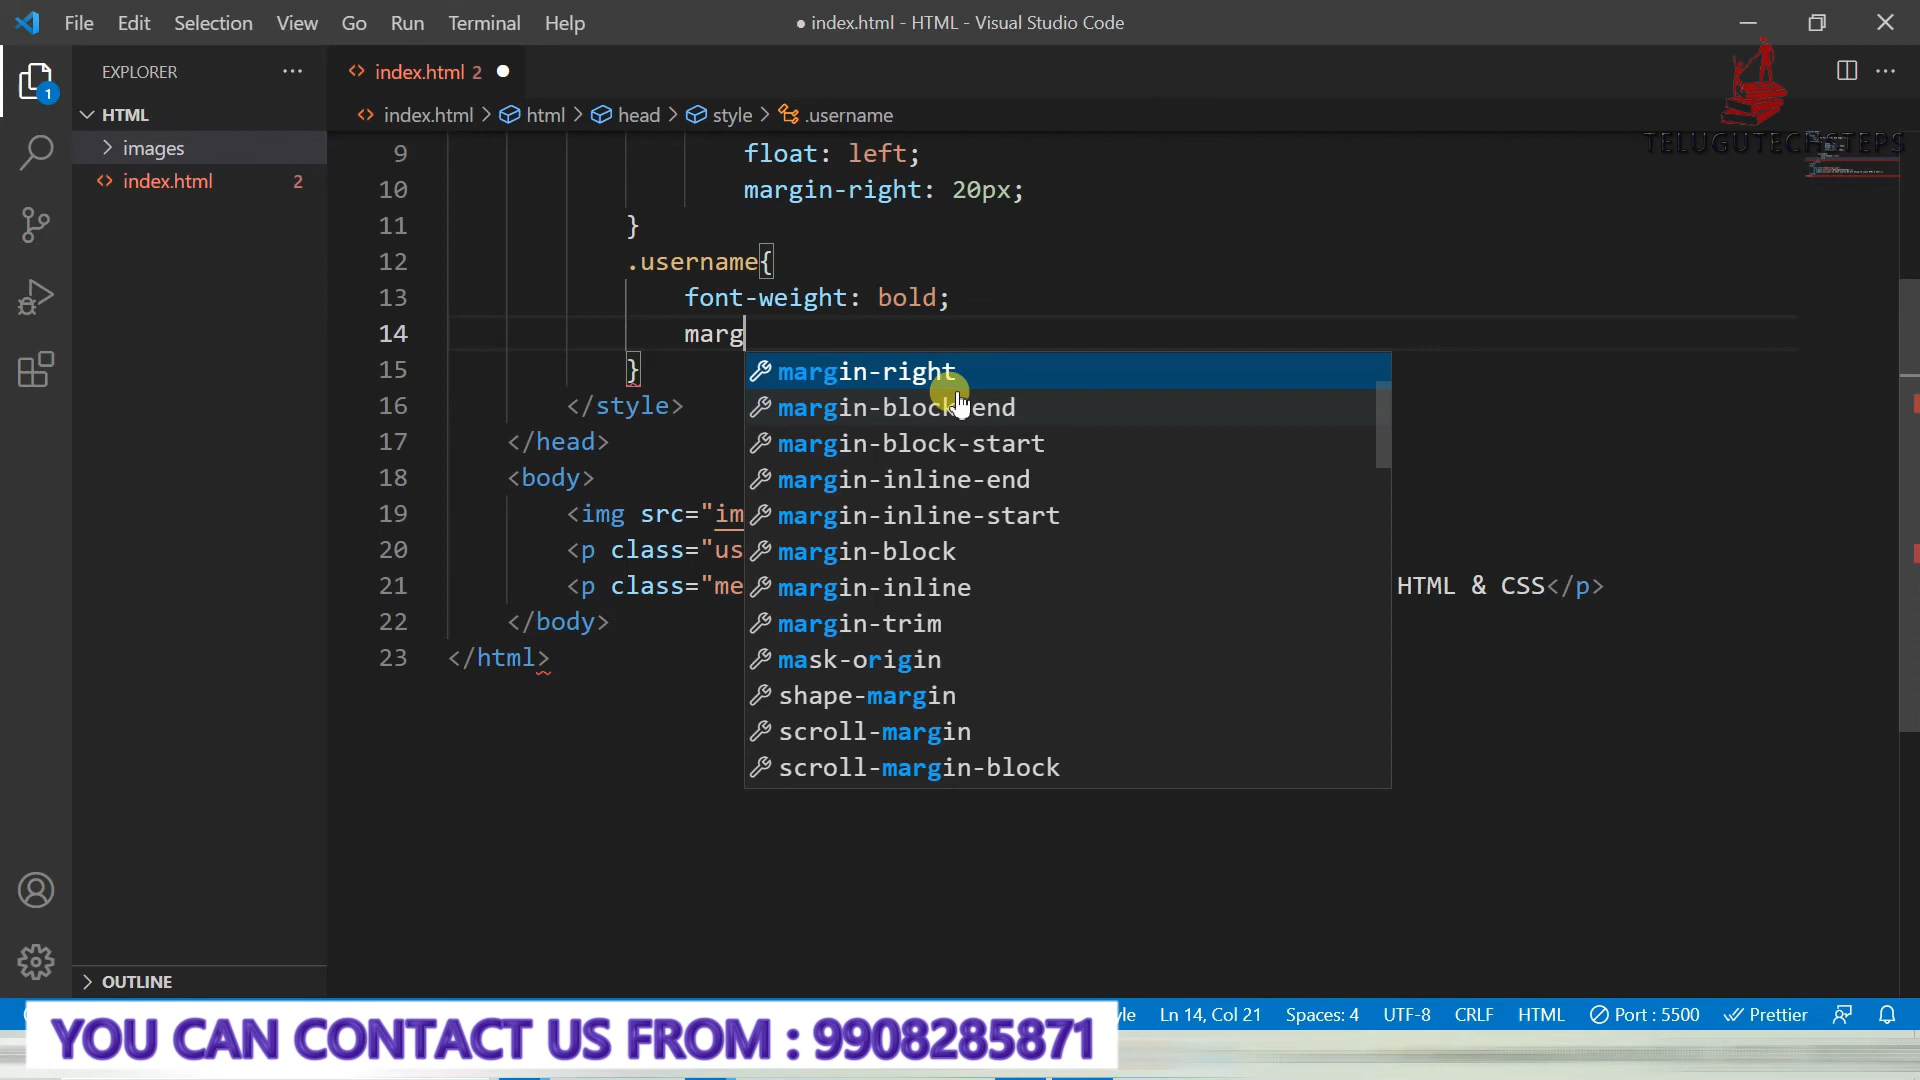 File Edit Selection View Go Run Terminal Help
● index.html - HTML - Visual Studio Code
EXPLORER
index.html 2
TELUGUTECHSTEPS
1
HTML
images
index.html 2
index.html > html > head > style > .username
9 float: left;
10 margin-right: 20px;
11 }
12 .username{
13 font-weight: bold;
14 marg
15 }
16 </style>
17 </head>
18 <body>
19 <img src="im
20 <p class="us
21 <p class="me HTML & CSS</p>
22 </body>
23 </html>
margin-right
margin-block-end
margin-block-start
margin-inline-end
margin-inline-start
margin-block
margin-inline
margin-trim
mask-origin
shape-margin
scroll-margin
scroll-margin-block
OUTLINE
Ln 14, Col 21 Spaces: 4 UTF-8 CRLF HTML Port : 5500 Prettier
YOU CAN CONTACT US FROM : 9908285871